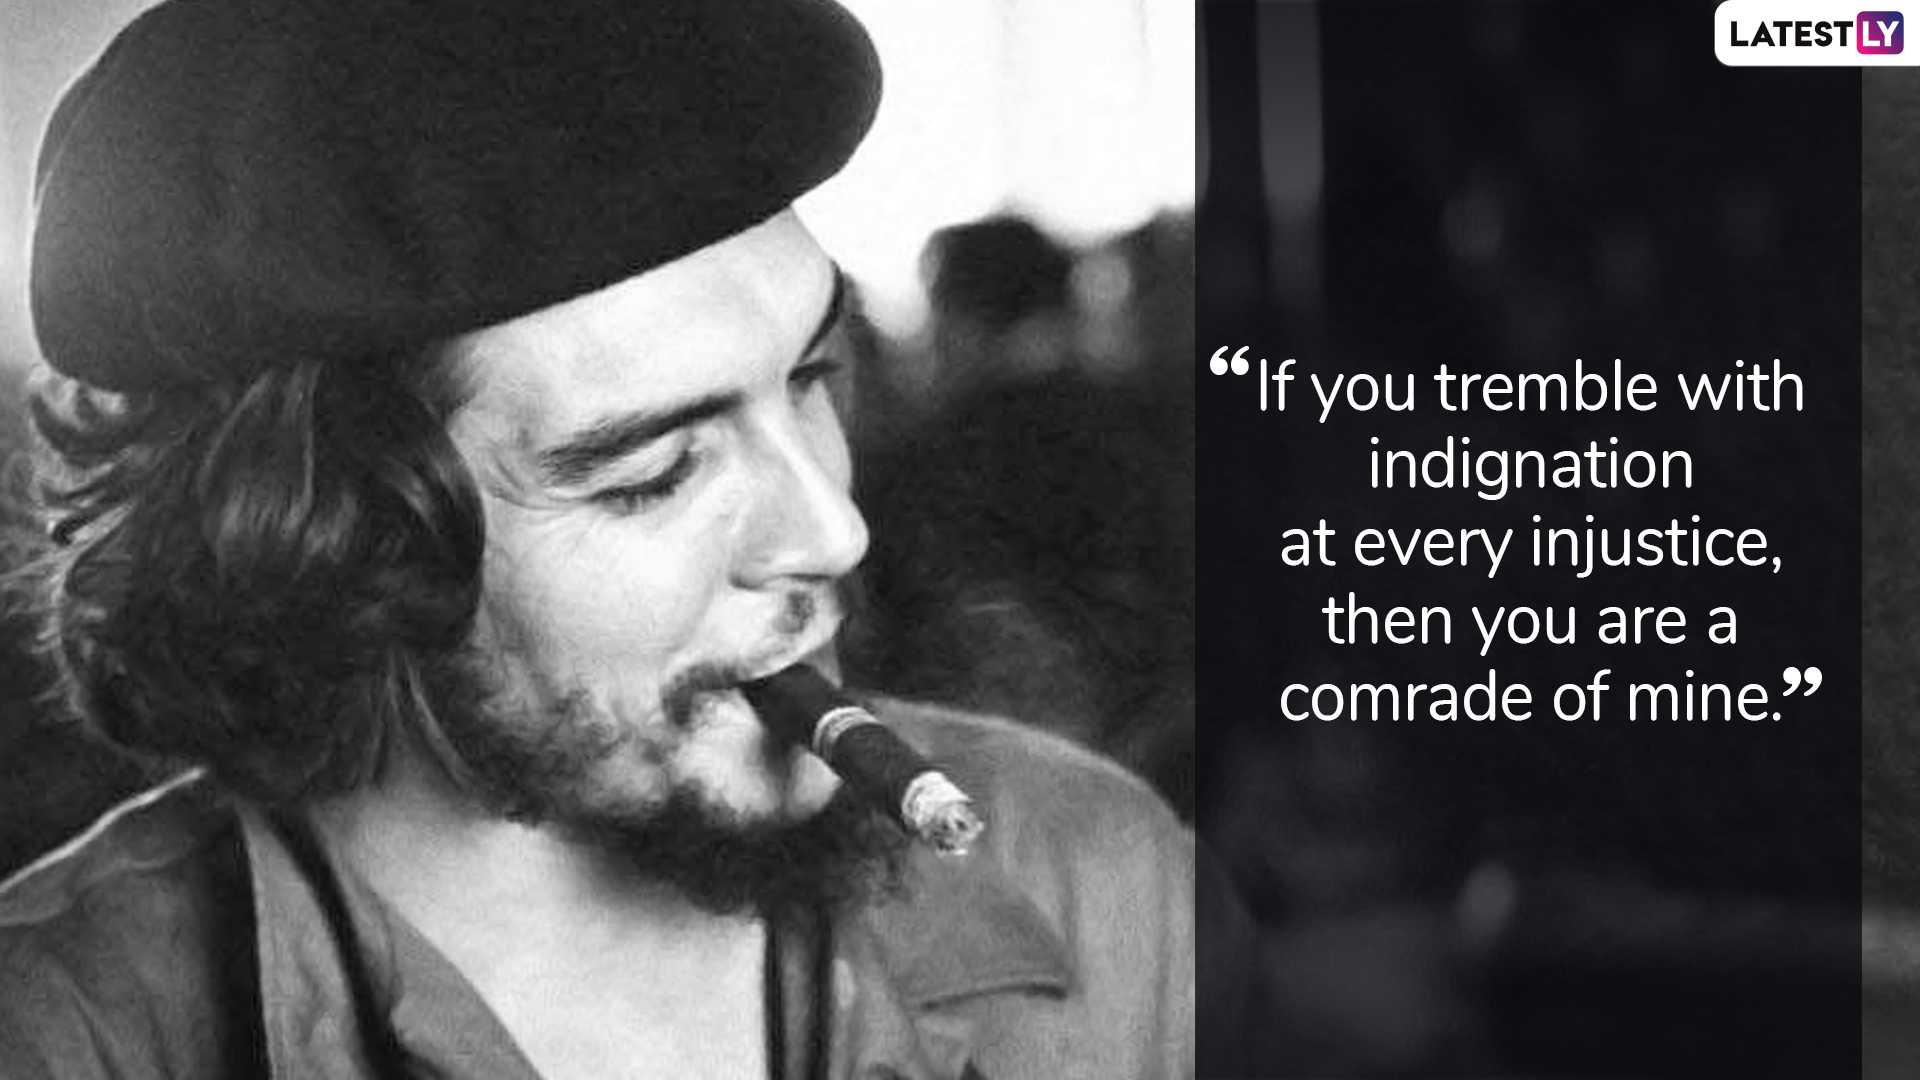 LATESTLY
“If you tremble with
indignation
at every injustice,
then you are a
comrade of mine.”